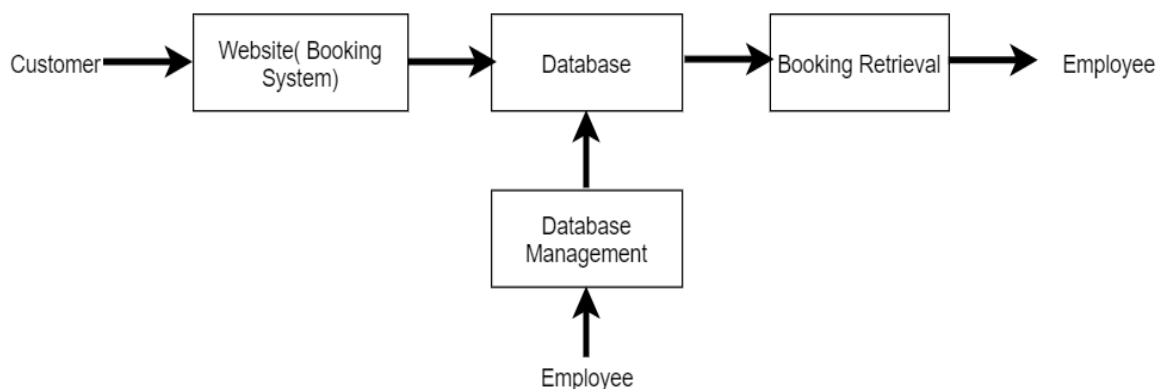 Customer
Website( Booking
System)
Database
Booking Retrieval
Employee
Database
Management
Employee